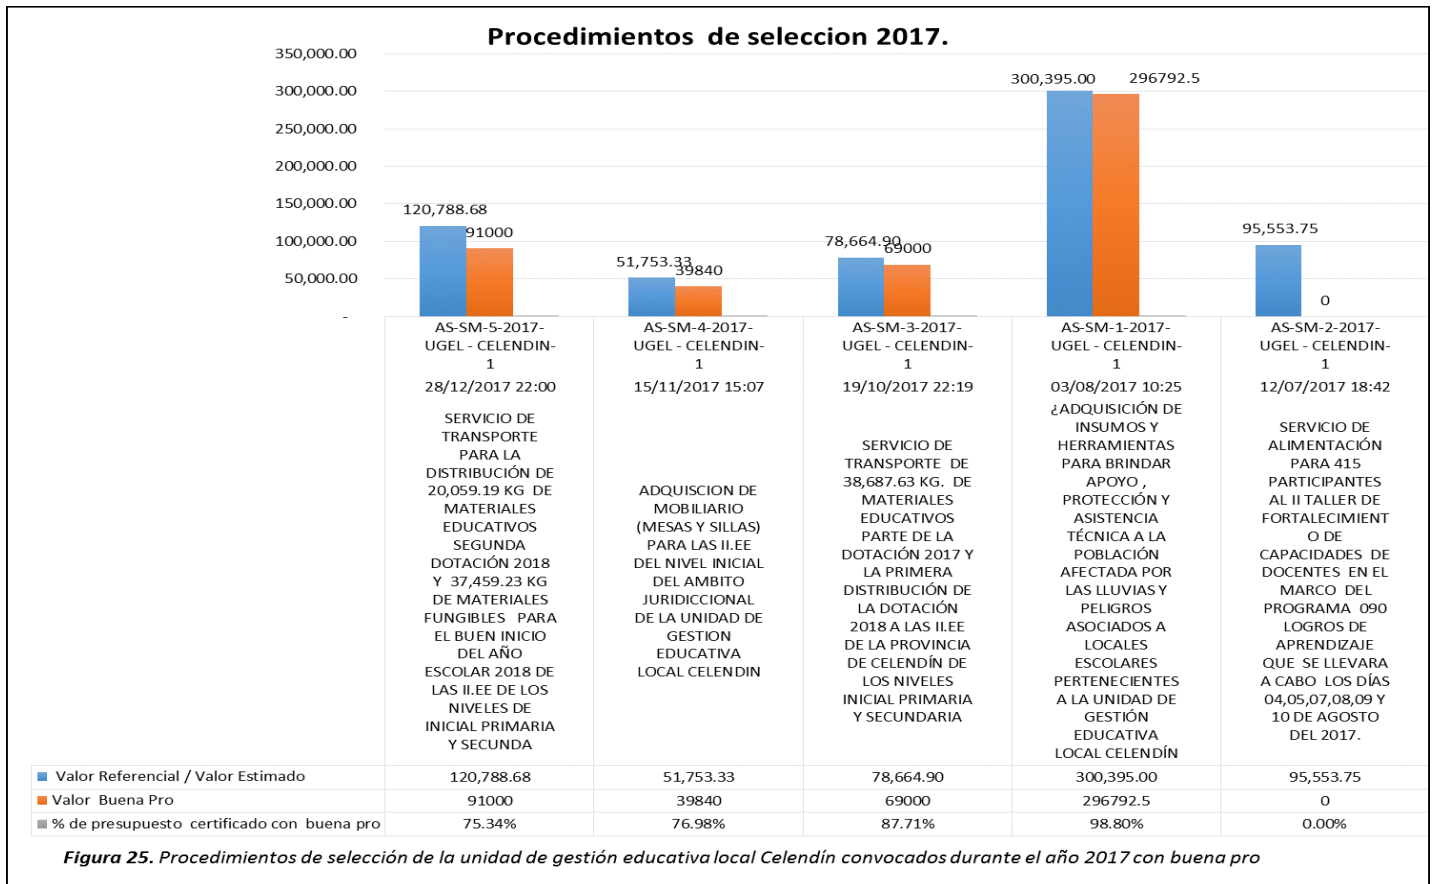 Procedimientos de seleccion 2017.
350,000.00
300,000.00
250,000.00
200,000.00
150,000.00
100,000.00
50,000.00
-
120,788.68
91000
51,753.33
39840
78,664.90
69000
300,395.00
296792.5
95,553.75
0
AS-SM-5-2017-
UGEL - CELENDIN-
1
28/12/2017 22:00
SERVICIO DE
TRANSPORTE
PARA LA
DISTRIBUCIÓN DE
20,059.19 KG DE
MATERIALES
EDUCATIVOS
SEGUNDA
DOTACIÓN 2018
Y 37,459.23 KG
DE MATERIALES
FUNGIBLES PARA
EL BUEN INICIO
DEL AÑO
ESCOLAR 2018 DE
LAS II.EE DE LOS
NIVELES DE
INICIAL PRIMARIA
Y SECUNDA
AS-SM-4-2017-
UGEL - CELENDIN-
1
15/11/2017 15:07
ADQUISCION DE
MOBILIARIO
(MESAS Y SILLAS)
PARA LAS II.EE
DEL NIVEL INICIAL
DEL AMBITO
JURIDICCIONAL
DE LA UNIDAD DE
GESTION
EDUCATIVA
LOCAL CELENDIN
AS-SM-3-2017-
UGEL - CELENDIN-
1
19/10/2017 22:19
SERVICIO DE
TRANSPORTE DE
38,687.63 KG. DE
MATERIALES
EDUCATIVOS
PARTE DE LA
DOTACIÓN 2017 Y
LA PRIMERA
DISTRIBUCIÓN DE
LA DOTACIÓN
2018 A LAS II.EE
DE LA PROVINCIA
DE CELENDÍN DE
LOS NIVELES
INICIAL PRIMARIA
Y SECUNDARIA
AS-SM-1-2017-
UGEL - CELENDIN-
1
03/08/2017 10:25
¿ADQUISICIÓN DE
INSUMOS Y
HERRAMIENTAS
PARA BRINDAR
APOYO ,
PROTECCIÓN Y
ASISTENCIA
TÉCNICA A LA
POBLACIÓN
AFECTADA POR
LAS LLUVIAS Y
PELIGROS
ASOCIADOS A
LOCALES
ESCOLARES
PERTENECIENTES
A LA UNIDAD DE
GESTIÓN
EDUCATIVA
LOCAL CELENDÍN
AS-SM-2-2017-
UGEL - CELENDIN-
1
12/07/2017 18:42
SERVICIO DE
ALIMENTACIÓN
PARA 415
PARTICIPANTES
AL II TALLER DE
FORTALECIMIENT
O DE
CAPACIDADES DE
DOCENTES EN EL
MARCO DEL
PROGRAMA 090
LOGROS DE
APRENDIZAJE
QUE SE LLEVARA
A CABO LOS DÍAS
04,05,07,08,09 Y
10 DE AGOSTO
DEL 2017.
Valor Referencial / Valor Estimado 120,788.68 51,753.33 78,664.90 300,395.00 95,553.75
Valor Buena Pro 91000 39840 69000 296792.5 0
% de presupuesto certificado con buena pro 75.34% 76.98% 87.71% 98.80% 0.00%
Figura 25. Procedimientos de selección de la unidad de gestión educativa local Celendín convocados durante el año 2017 con buena pro